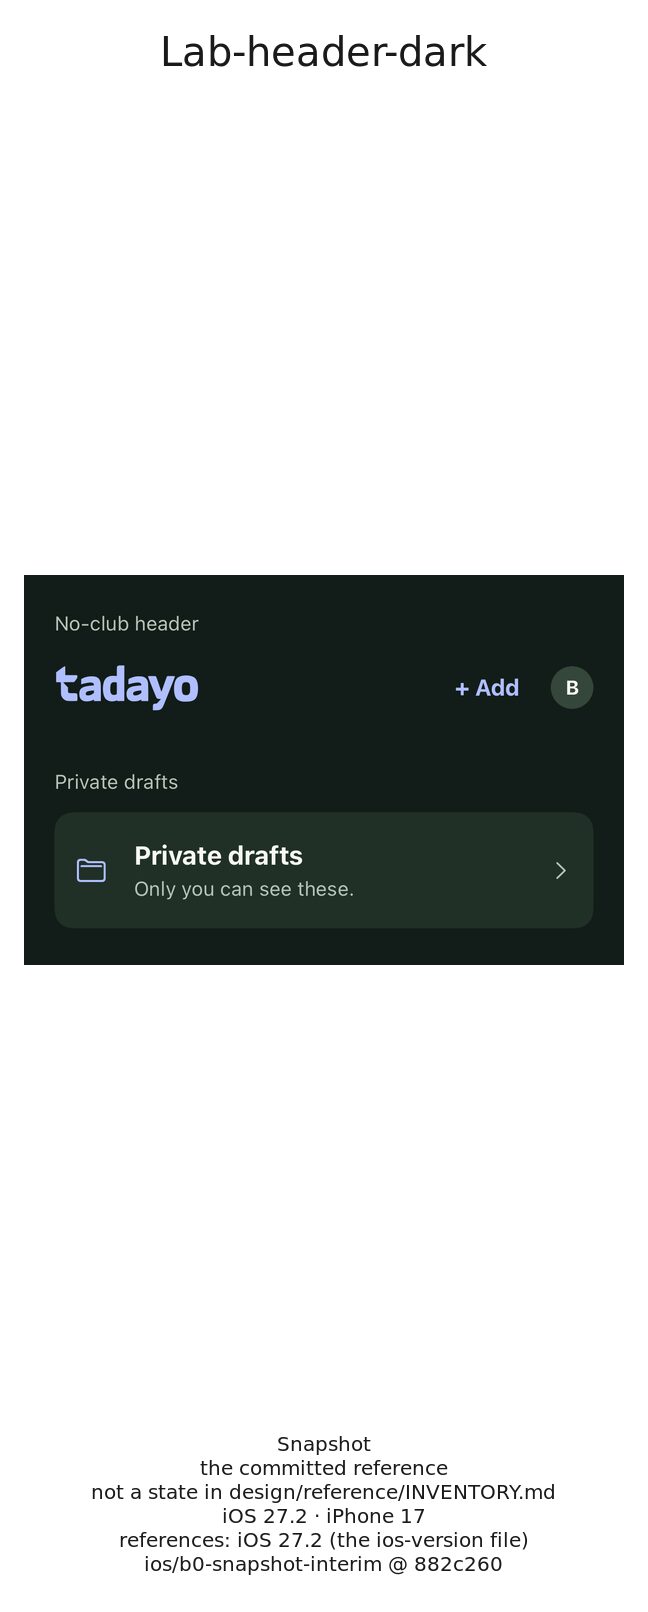 Lab-header-dark
No-club header
tadayo
+ Add
B
Private drafts
Private drafts
Only you can see these.
Snapshot
the committed reference
not a state in design/reference/INVENTORY.md
iOS 27.2 · iPhone 17
references: iOS 27.2 (the ios-version file)
ios/b0-snapshot-interim @ 882c260